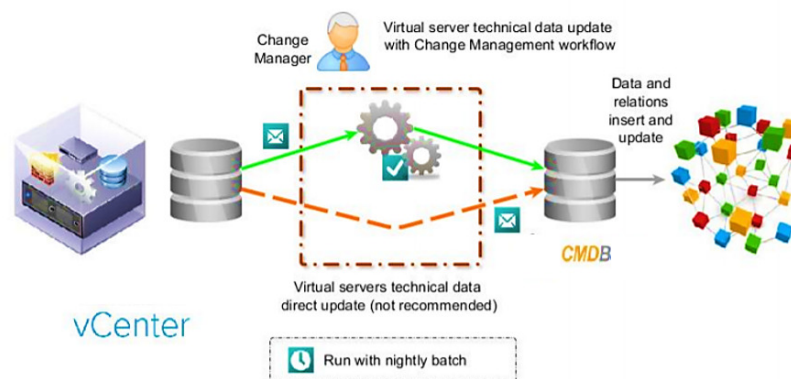 Change
Manager
Virtual server technical data update
with Change Management workflow
Data and
relations
insert and
update
CMDB
Virtual servers technical data
direct update (not recommended)
vCenter
Run with nightly batch